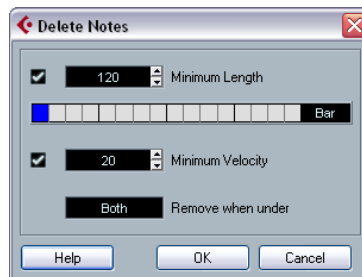 Delete Notes
120 Minimum Length
Bar
20 Minimum Velocity
Both Remove when under
Help OK Cancel